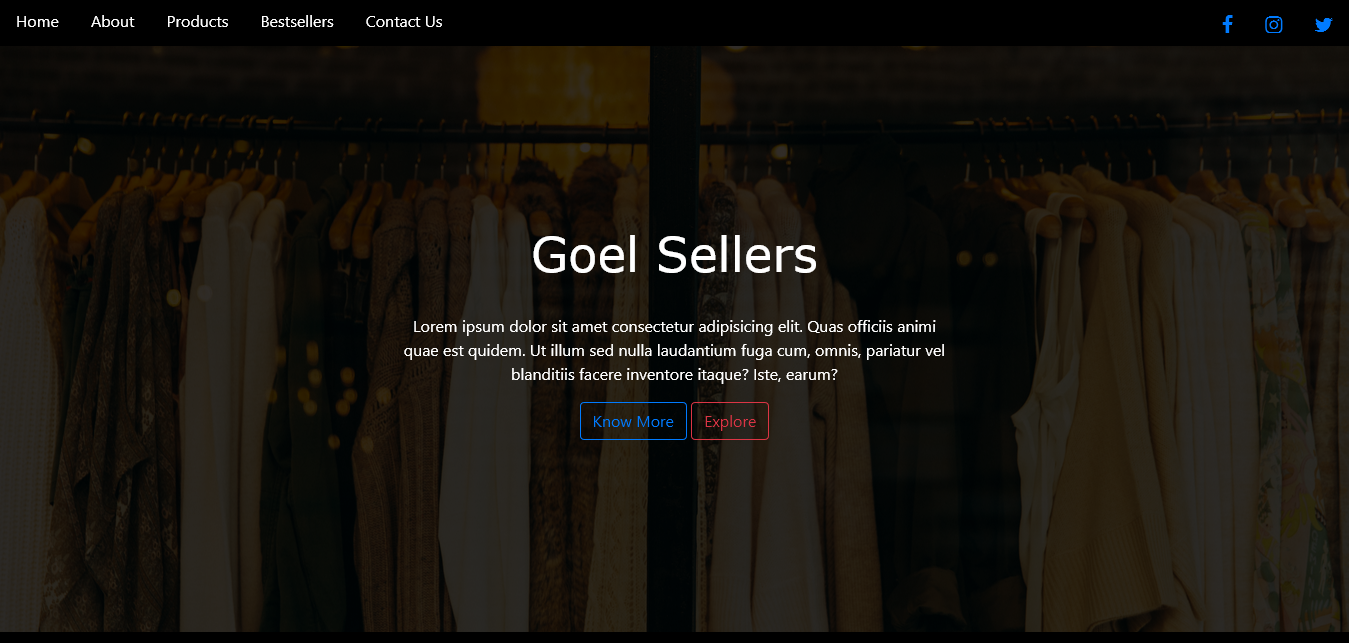 Home About Products Bestsellers Contact Us
Goel Sellers
Lorem ipsum dolor sit amet consectetur adipisicing elit. Quas officiis animi
quae est quidem. Ut illum sed nulla laudantium fuga cum, omnis, pariatur vel
blanditiis facere inventore itaque? Iste, earum?
Know More Explore